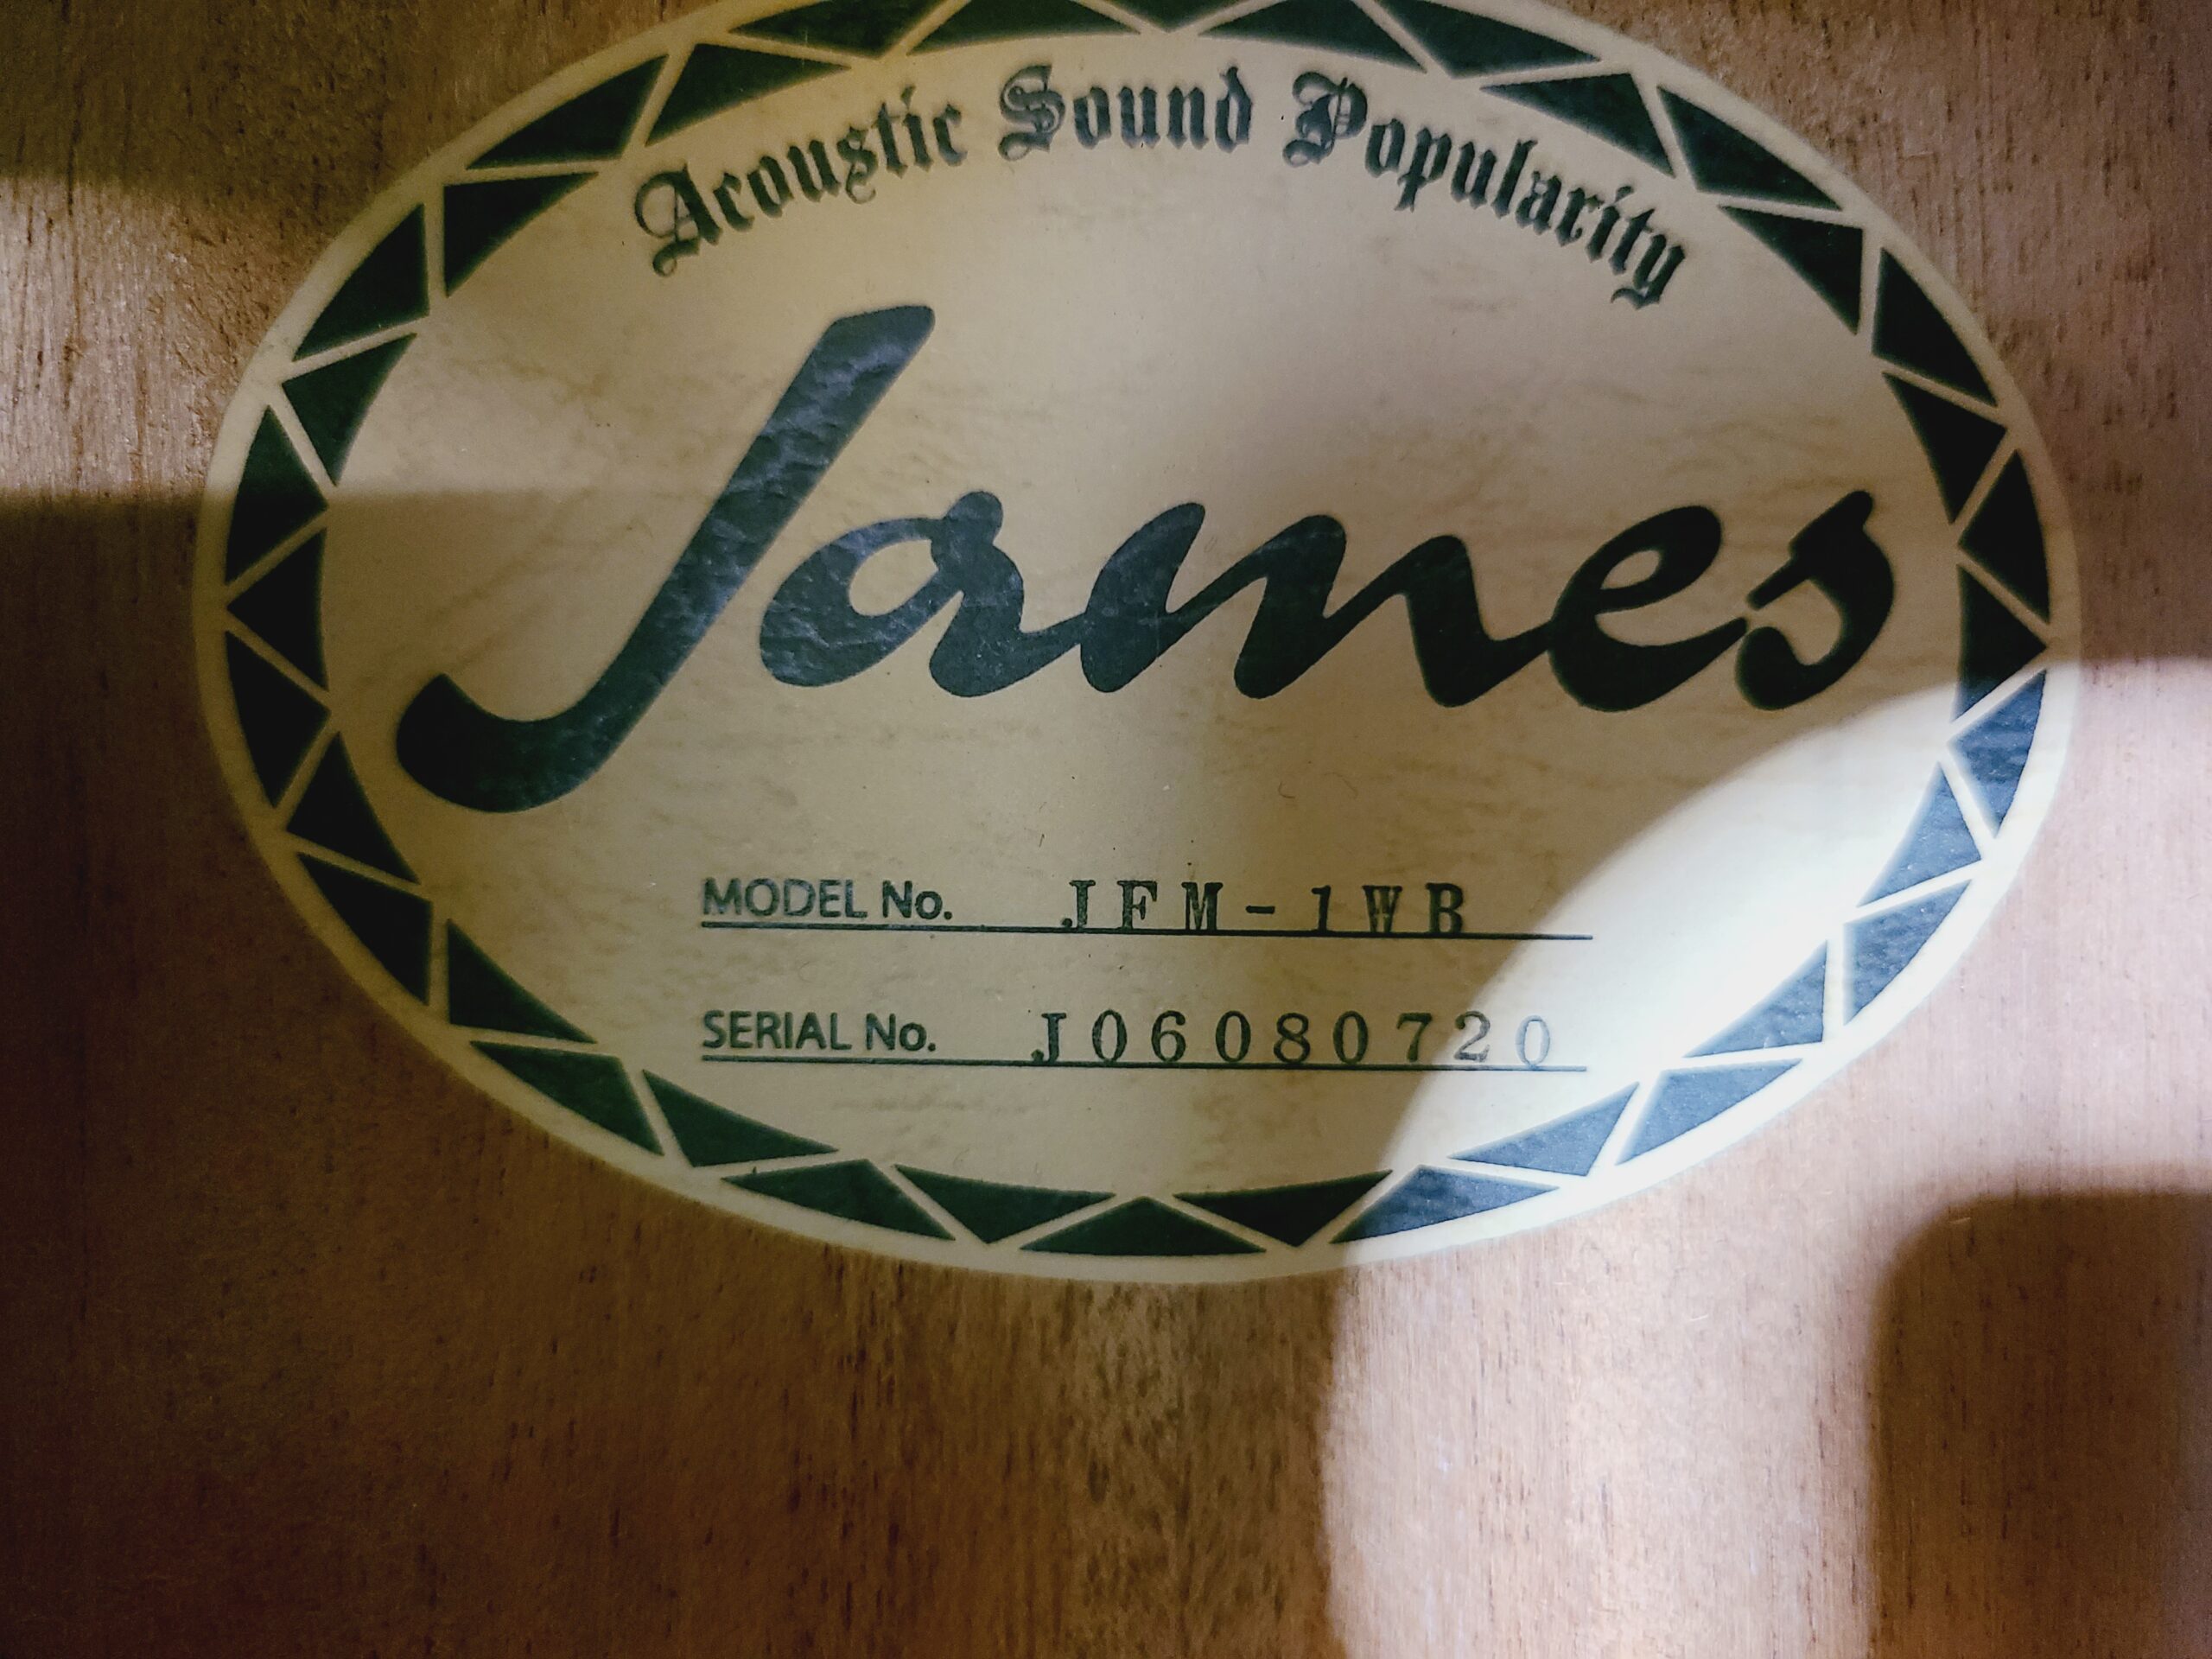 Acoustic Sound Popularity
James
MODEL No. JFM-1WB
SERIAL No. J06080720